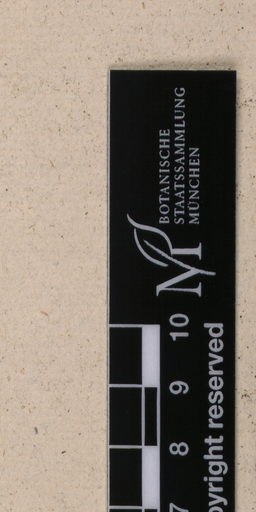 BOTANISCHE
STAATSSAMMLUNG
MÜNCHEN
M
10
9
8
7
pyright reserved